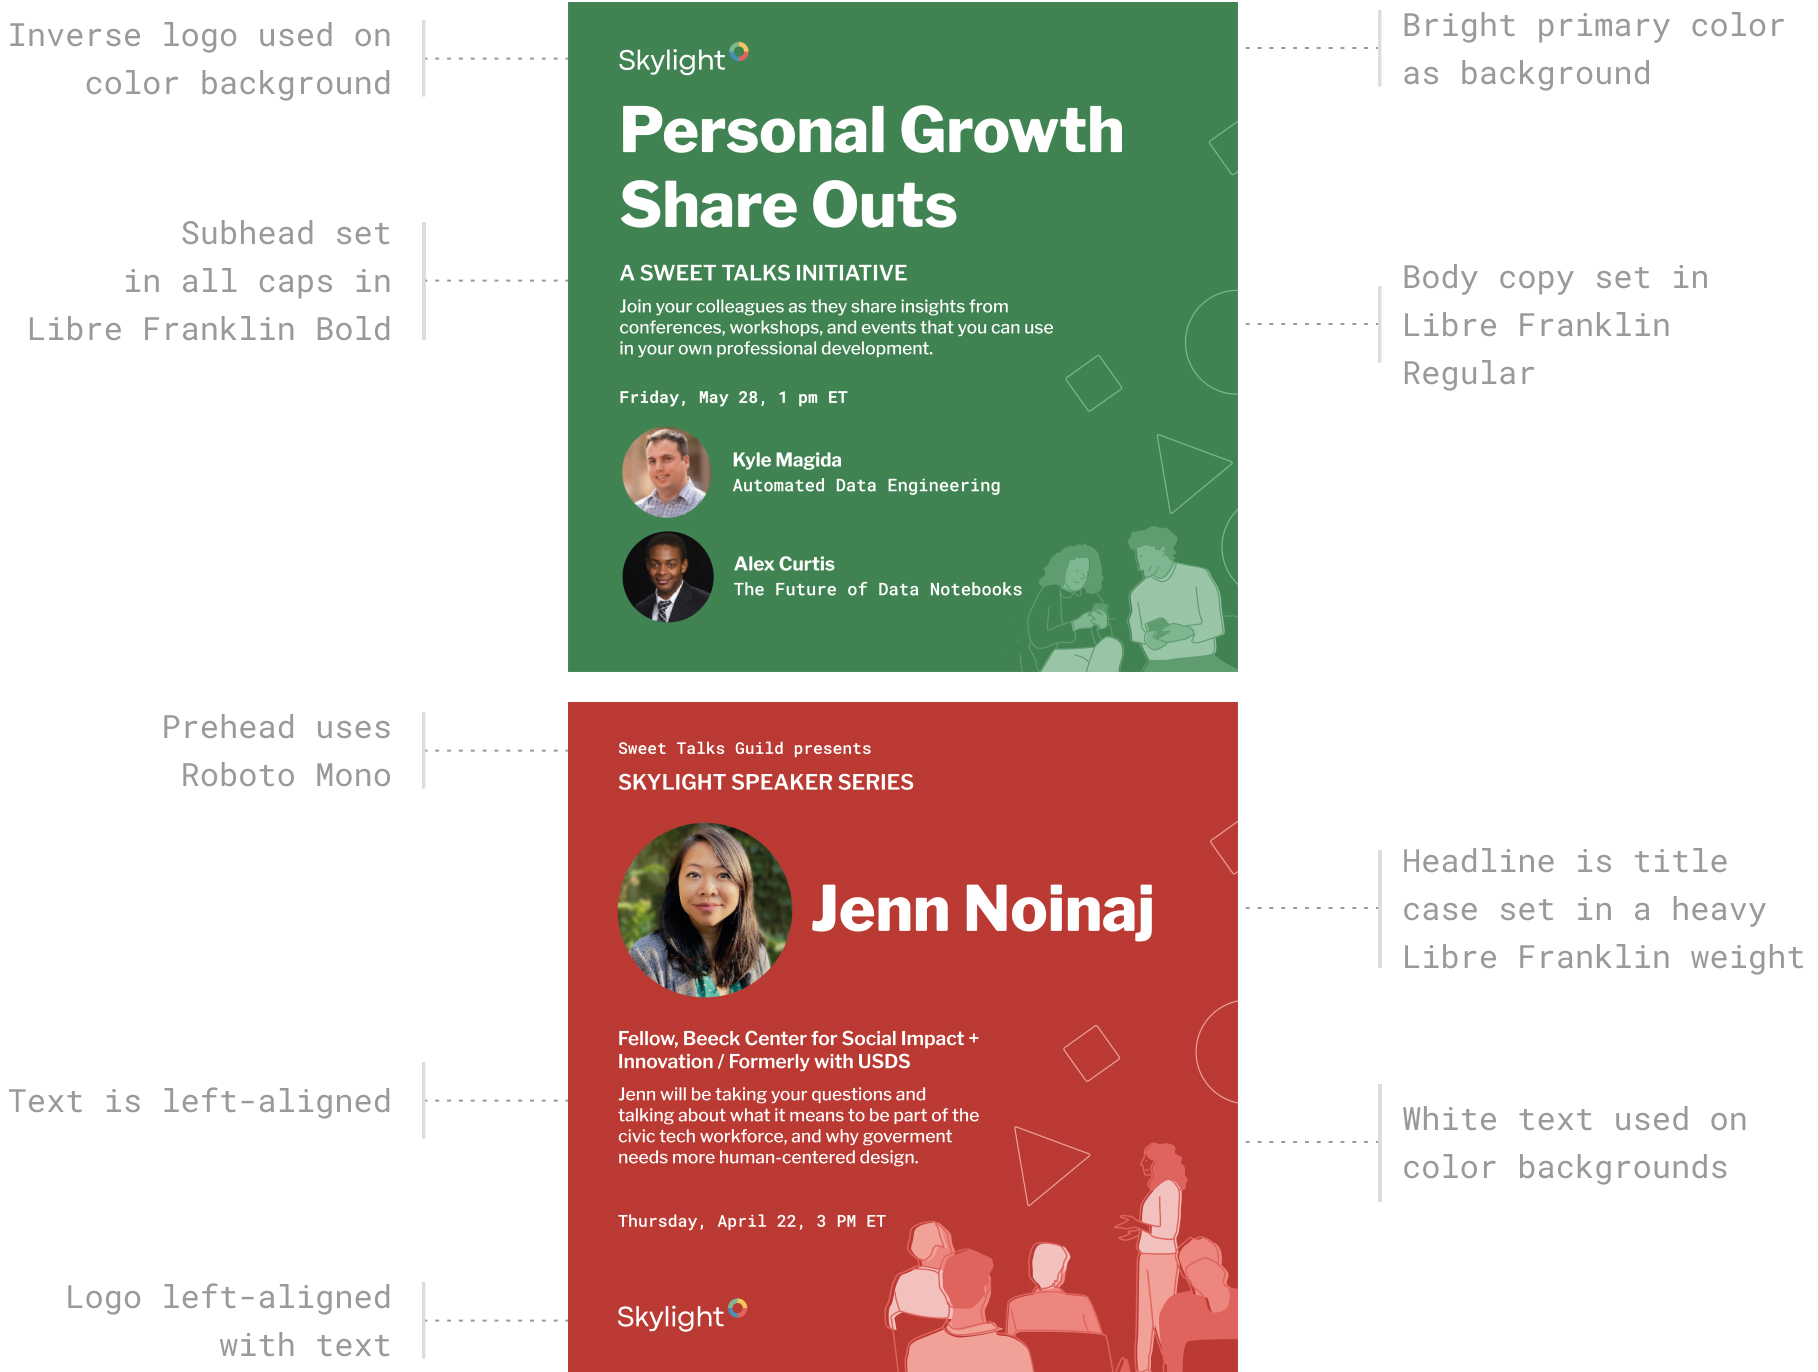 Inverse logo used on
color background
Subhead set
in all caps in
Libre Franklin Bold
Skylight
Personal Growth
Share Outs
A SWEET TALKS INITIATIVE
Join your colleagues as they share insights from
conferences, workshops, and events that you can use
in your own professional development.
Friday, May 28, 1 pm ET
Kyle Magida
Automated Data Engineering
Alex Curtis
The Future of Data Notebooks
Bright primary color
as background
Body copy set in
Libre Franklin
Regular
Prehead uses
Roboto Mono
Text is left-aligned
Logo left-aligned
with text
Sweet Talks Guild presents
SKYLIGHT SPEAKER SERIES
Jenn Noinaj
Fellow, Beeck Center for Social Impact +
Innovation / Formerly with USDS
Jenn will be taking your questions and
talking about what it means to be part of the
civic tech workforce, and why goverment
needs more human-centered design.
Thursday, April 22, 3 PM ET
Skylight
Headline is title
case set in a heavy
Libre Franklin weight
White text used on
color backgrounds